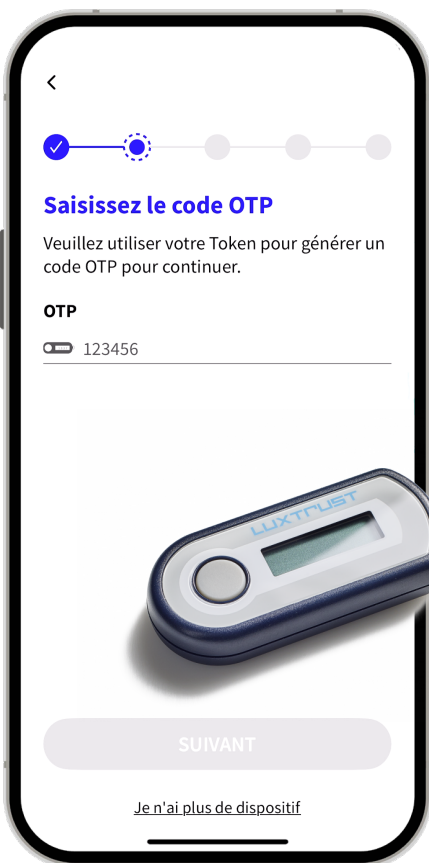 Saisissez le code OTP
Veuillez utiliser votre Token pour générer un
code OTP pour continuer.
OTP
123456
LUXTRUST
SUIVANT
Je n'ai plus de dispositif